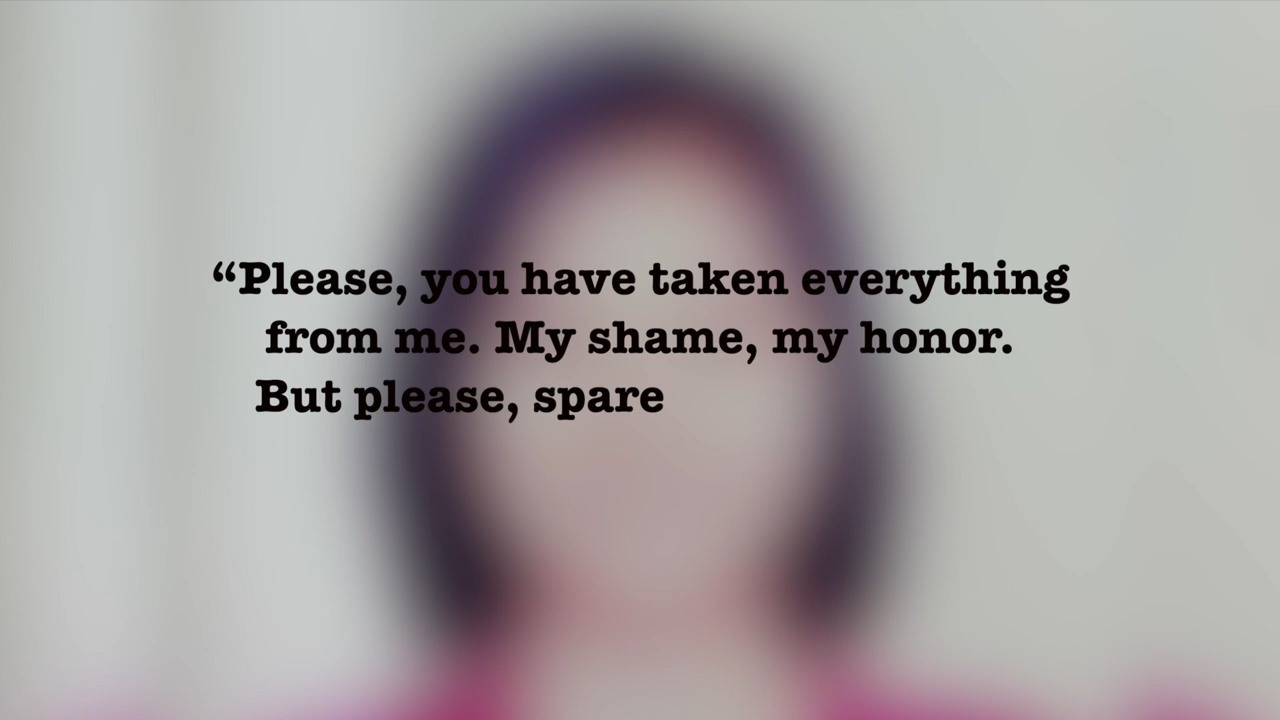 “Please, you have taken everything
from me. My shame, my honor.
But please, spare